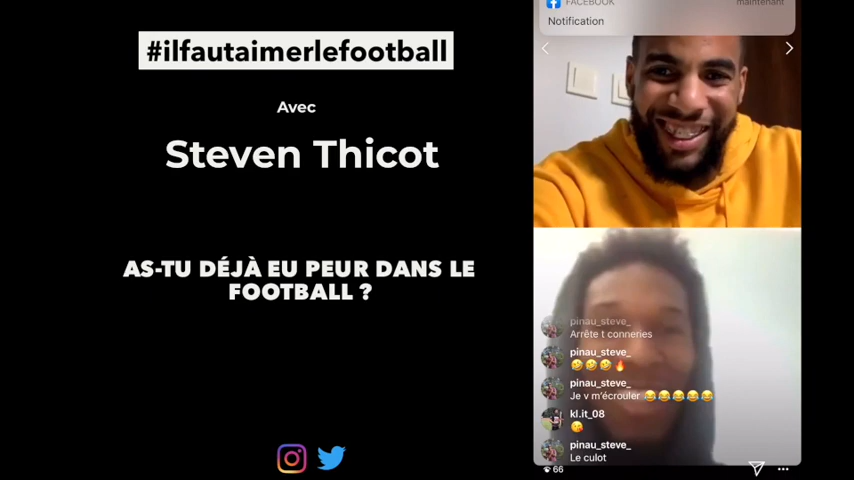 #ilfautaimerlefootball
Avec
Steven Thicot
AS-TU DÉJÀ EU PEUR DANS LE
FOOTBALL ?
FACEBOOK
maintenant
Notification
pinau_steve_
Arrête t conneries
pinau_steve_
🤣🤣🤣🔥
pinau_steve_
Je v m'écrouler 😂😂😂😂😂
kl.it_08
😘
pinau_steve_
Le culot
66